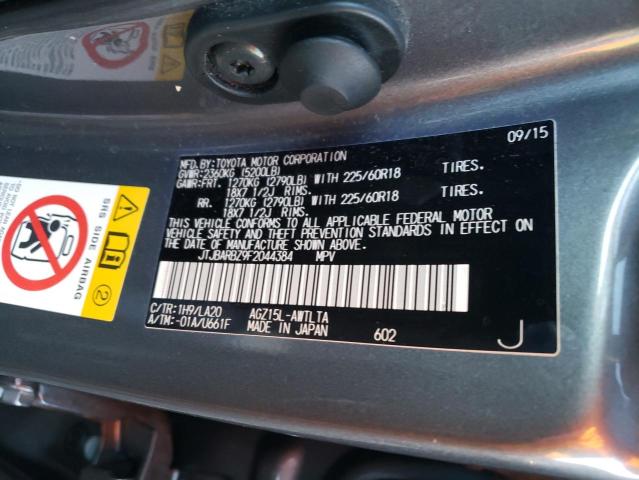 09/15
MFD. BY: TOYOTA MOTOR CORPORATION
GVWR: 2360KG (5200LB)
GAWR: FRT. 1270KG (2790LB) WITH 225/60R18 TIRES.
18X7 1/2J RIMS.
RR. 1270KG (2790LB) WITH 225/60R18 TIRES.
18X7 1/2J RIMS.
THIS VEHICLE CONFORMS TO ALL APPLICABLE FEDERAL MOTOR
VEHICLE SAFETY AND THEFT PREVENTION STANDARDS IN EFFECT
ON THE DATE OF MANUFACTURE SHOWN ABOVE.
JTJBARBZ9F2044384 MPV
C/TR: 1H9/LA20 AGZ15L-AWTLTA
A/TM: -01A/U661F MADE IN JAPAN 602
J
SRS SIDE AIRBAG
2